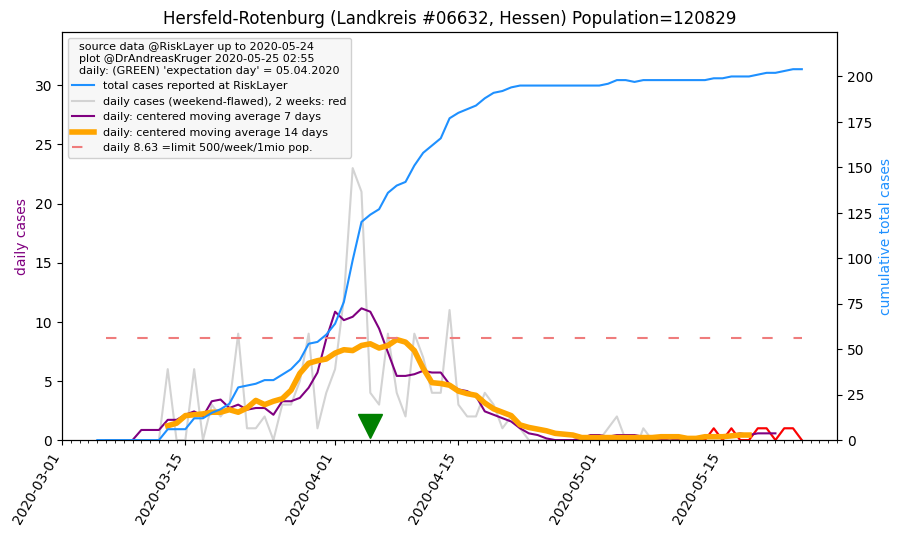 Hersfeld-Rotenburg (Landkreis #06632, Hessen) Population=120829
source data @RiskLayer up to 2020-05-24
plot @DrAndreasKruger 2020-05-25 02:55
daily: (GREEN) 'expectation day' = 05.04.2020
total cases reported at RiskLayer
daily cases (weekend-flawed), 2 weeks: red
daily: centered moving average 7 days
daily: centered moving average 14 days
daily 8.63 =limit 500/week/1mio pop.
daily cases
30
25
20
15
10
5
0
cumulative total cases
200
175
150
125
100
75
50
25
0
2020-03-01
2020-03-15
2020-04-01
2020-04-15
2020-05-01
2020-05-15